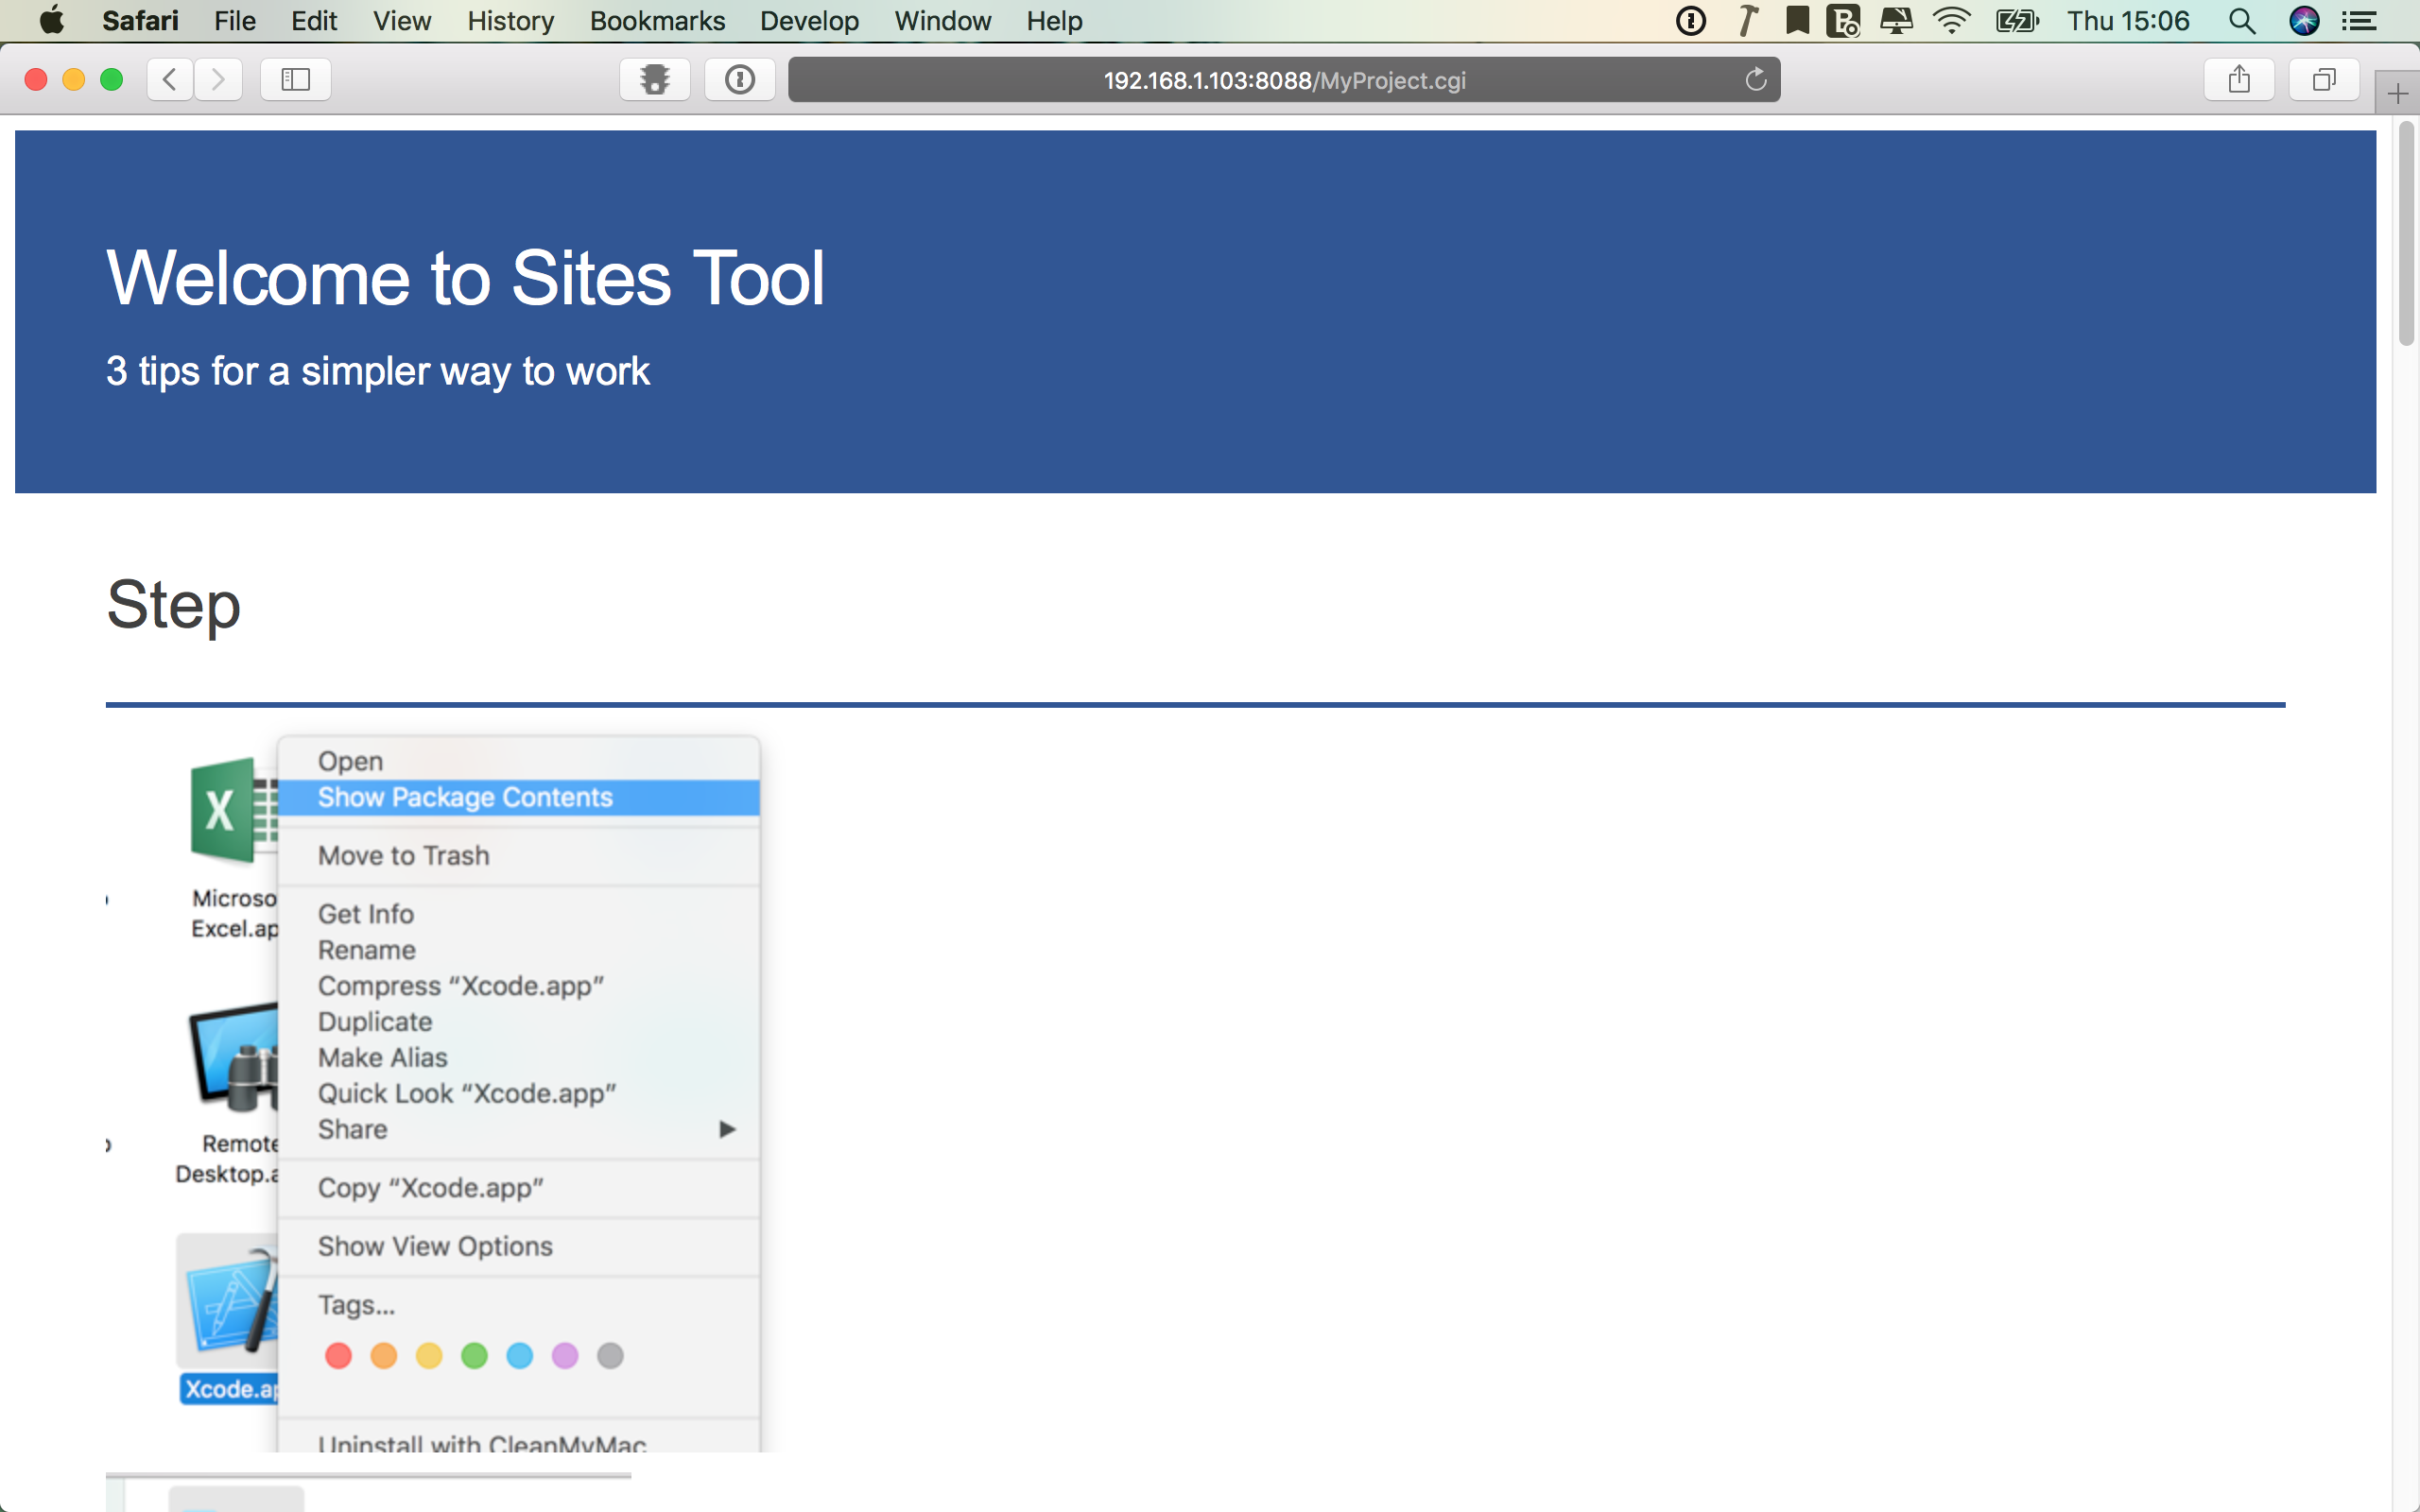 Safari File Edit View History Bookmarks Develop Window Help Thu 15:06
192.168.1.103:8088/MyProject.cgi
Welcome to Sites Tool
3 tips for a simpler way to work
Step
Open
Show Package Contents
Move to Trash
Get Info
Rename
Compress “Xcode.app”
Duplicate
Make Alias
Quick Look “Xcode.app”
Share
Copy “Xcode.app”
Show View Options
Tags...
Uninstall with CleanMyMac
X
Microso
Excel.ap
Remote
Desktop.a
Xcode.ap